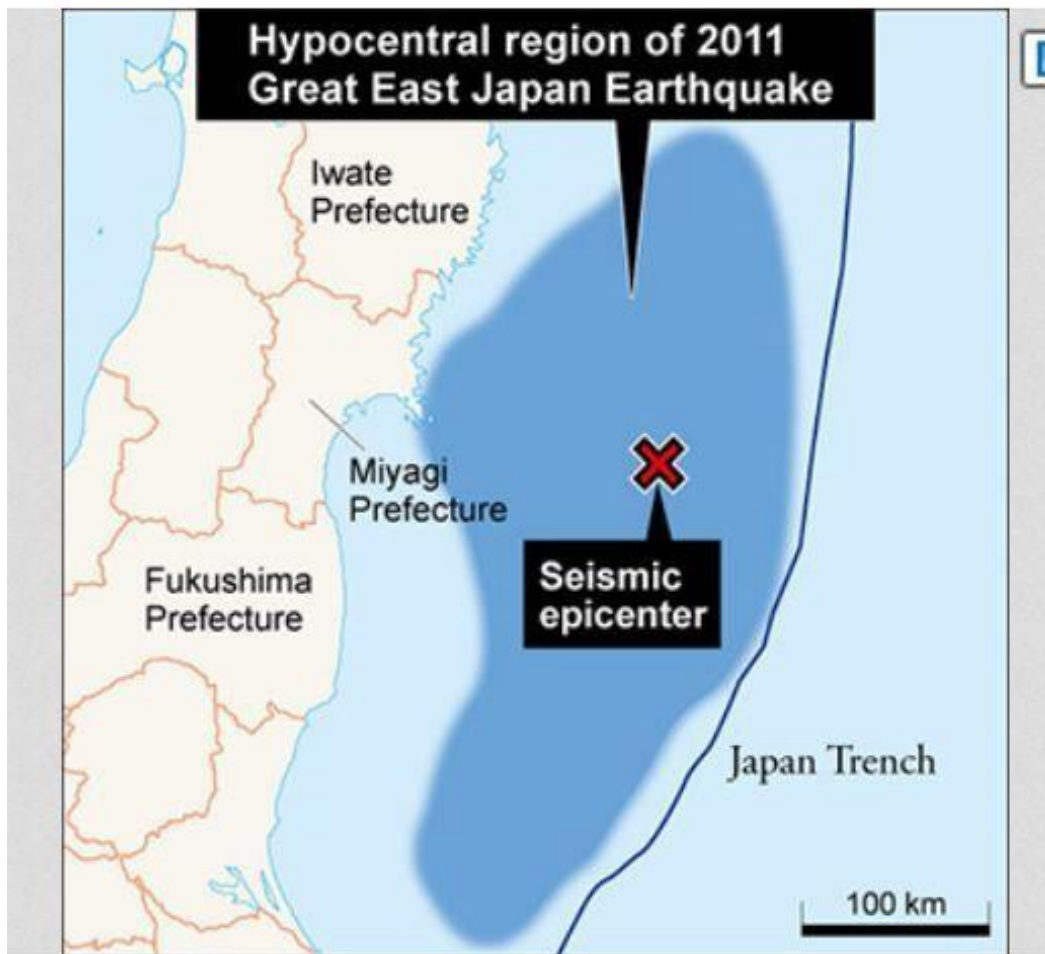 Hypocentral region of 2011
Great East Japan Earthquake
Iwate
Prefecture
Miyagi
Prefecture
Seismic
epicenter
Fukushima
Prefecture
Japan Trench
100 km